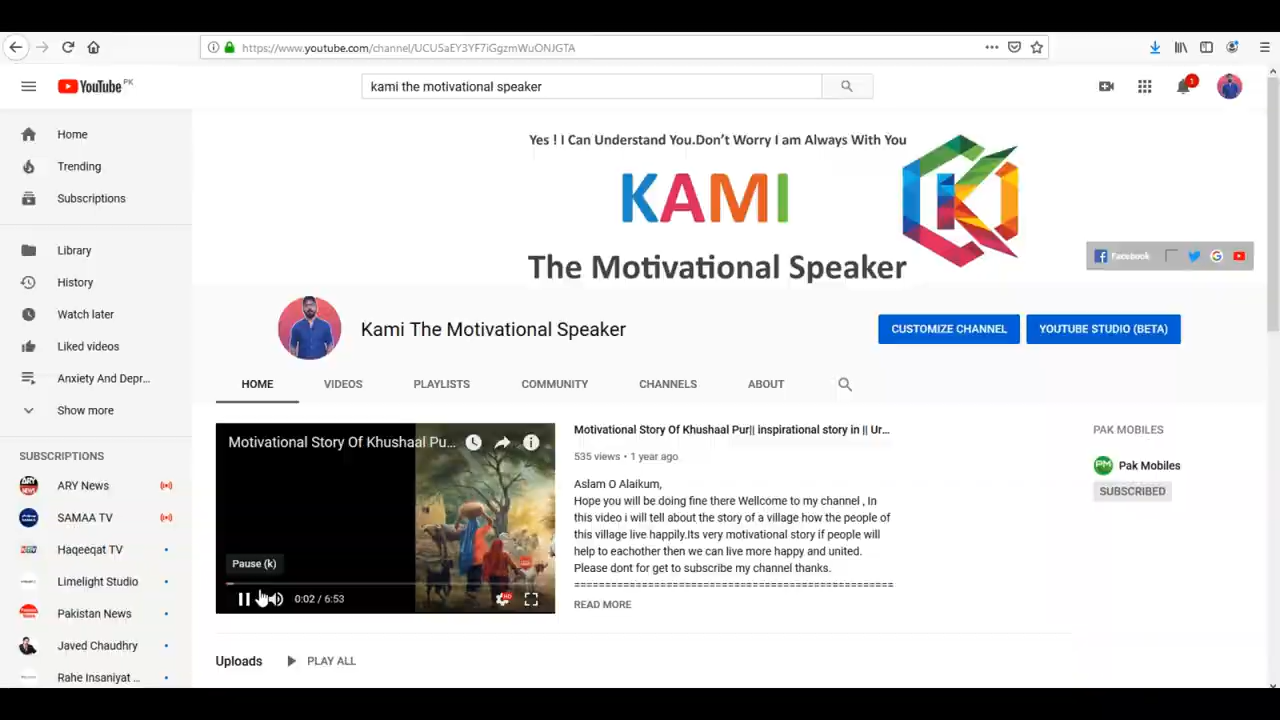 https://www.youtube.com/channel/UCU5aEY3YF7iGgzmWuONJGTA
YouTube PK
kami the motivational speaker
1
Home
Trending
Subscriptions
Library
History
Watch later
Liked videos
Anxiety And Depr...
Show more
SUBSCRIPTIONS
ARY News
SAMAA TV
Haqeeqat TV
Limelight Studio
Pakistan News
Javed Chaudhry
Rahe Insaniyat ...
Yes ! I Can Understand You.Don't Worry I am Always With You
KAMI
The Motivational Speaker
Facebook
Kami The Motivational Speaker
CUSTOMIZE CHANNEL
YOUTUBE STUDIO (BETA)
HOME
VIDEOS
PLAYLISTS
COMMUNITY
CHANNELS
ABOUT
Motivational Story Of Khushaal Pu...
Pause (k)
0:02 / 6:53
HD
Motivational Story Of Khushaal Pur|| inspirational story in || Ur...
535 views • 1 year ago
Aslam O Alaikum,
Hope you will be doing fine there Wellcome to my channel , In
this video i will tell about the story of a village how the people of
this village live happily.Its very motivational story if people will
help to eachother then we can live more happy and united.
Please dont for get to subscribe my channel thanks.
==================================================
READ MORE
PAK MOBILES
PM
Pak Mobiles
SUBSCRIBED
Uploads
PLAY ALL